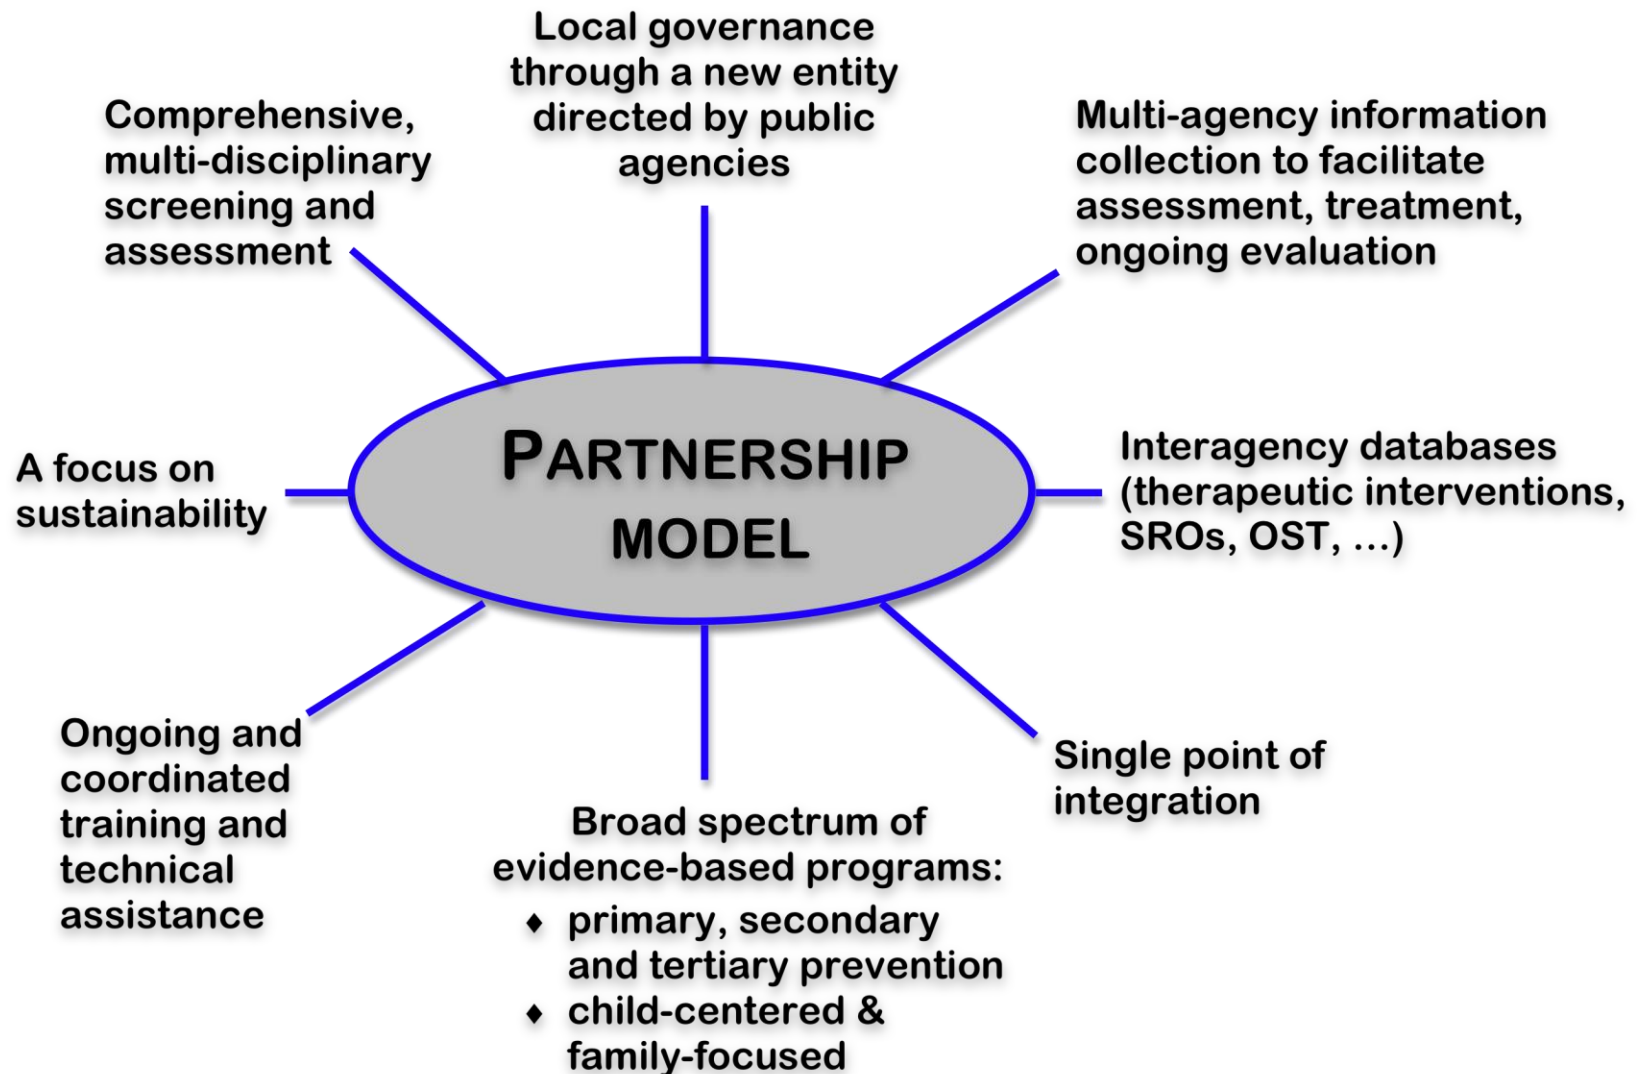 Local governance
through a new entity
directed by public
agencies
Comprehensive,
multi-disciplinary
screening and
assessment
Multi-agency information
collection to facilitate
assessment, treatment,
ongoing evaluation
PARTNERSHIP
MODEL
A focus on
sustainability
Interagency databases
(therapeutic interventions,
SROs, OST, …)
Ongoing and
coordinated
training and
technical
assistance
Single point of
integration
Broad spectrum of
evidence-based programs:
♦ primary, secondary
and tertiary prevention
♦ child-centered &
family-focused